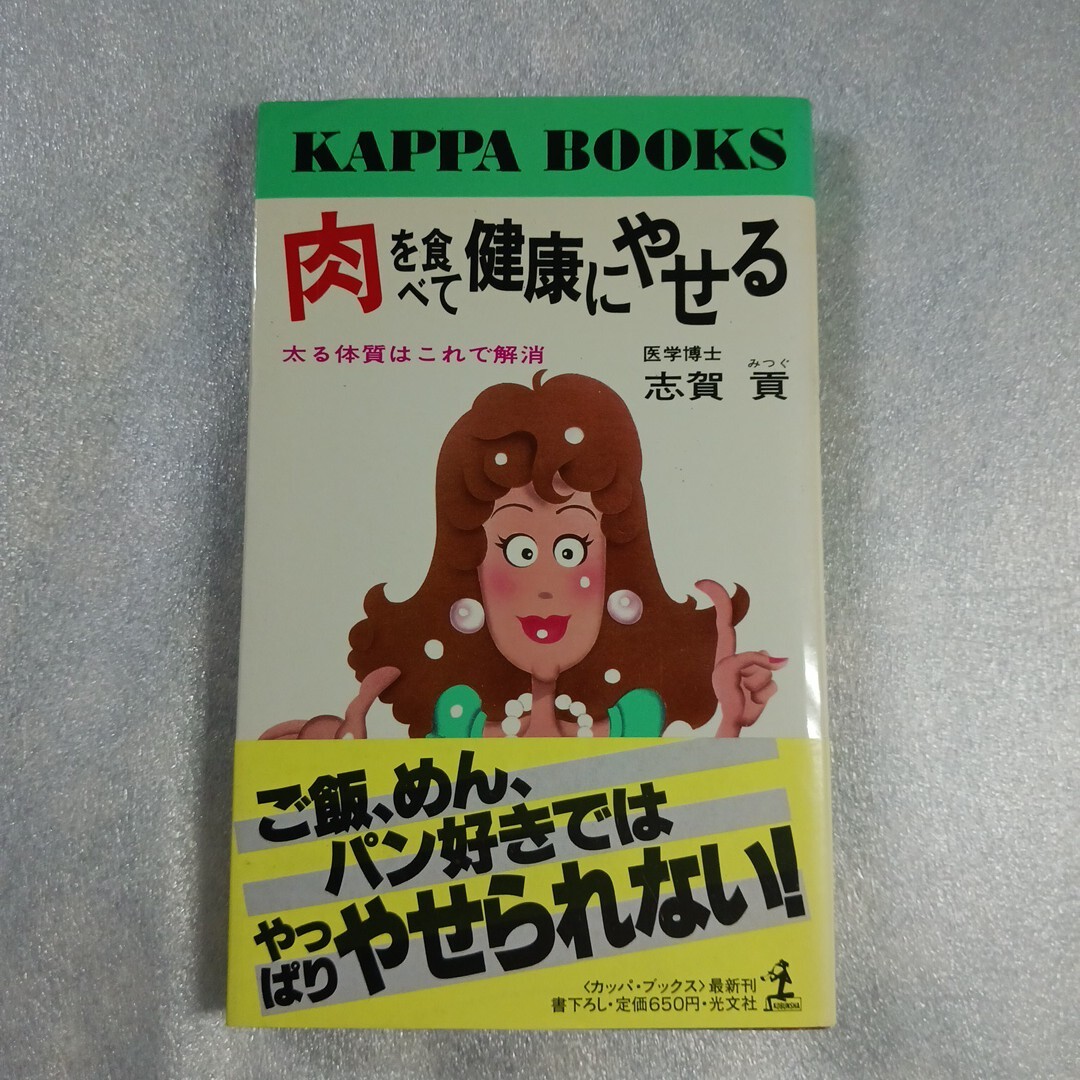 KAPPA BOOKS
肉を食べて健康にやせる
太る体質はこれで解消
医学博士
志賀 貢
みつぐ
ご飯、めん、
パン好きでは
やっぱりやせられない!
〈カッパ・ブックス〉最新刊
書下ろし・定価650円・光文社
KOBUNSHA